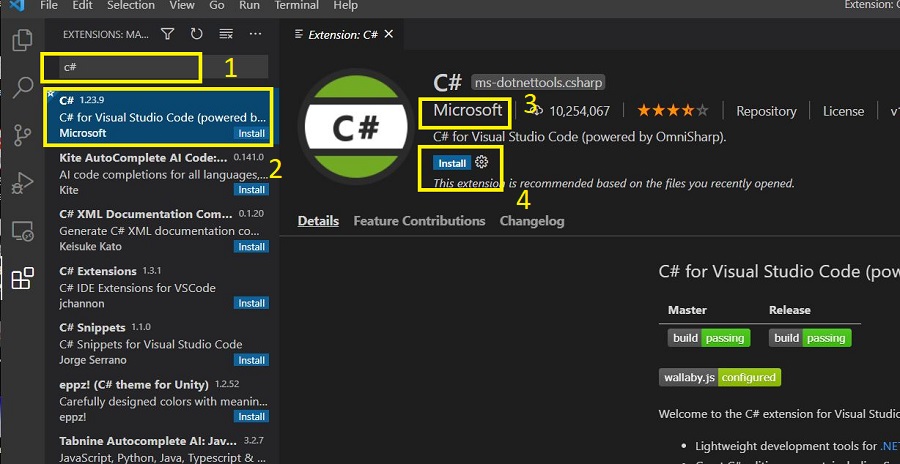 File Edit Selection View Go Run Terminal Help
Extension: C
EXTENSIONS: MA...
Extension: C#
c#
1
C# 1.23.9
C# for Visual Studio Code (powered b...
Microsoft Install
2
Kite AutoComplete AI Code:... 0.141.0
AI code completions for all languages,...
Kite Install
C# XML Documentation Com... 0.1.20
Generate C# XML documentation co...
Keisuke Kato Install
C# Extensions 1.3.1
C# IDE Extensions for VSCode
jchannon Install
C# Snippets 1.1.0
C# Snippets for Visual Studio Code
Jorge Serrano Install
eppz! (C# theme for Unity) 1.2.52
Carefully designed colors with meanin...
eppz! Install
Tabnine Autocomplete AI: Jav... 3.2.7
JavaScript, Python, Java, Typescript & ...
C#
C# ms-dotnettools.csharp
Microsoft 3 10,254,067 Repository License v1
C# for Visual Studio Code (powered by OmniSharp).
Install
4
This extension is recommended based on the files you recently opened.
Details Feature Contributions Changelog
C# for Visual Studio Code (pow
Master Release
build passing build passing
wallaby.js configured
Welcome to the C# extension for Visual Studio
• Lightweight development tools for .NET